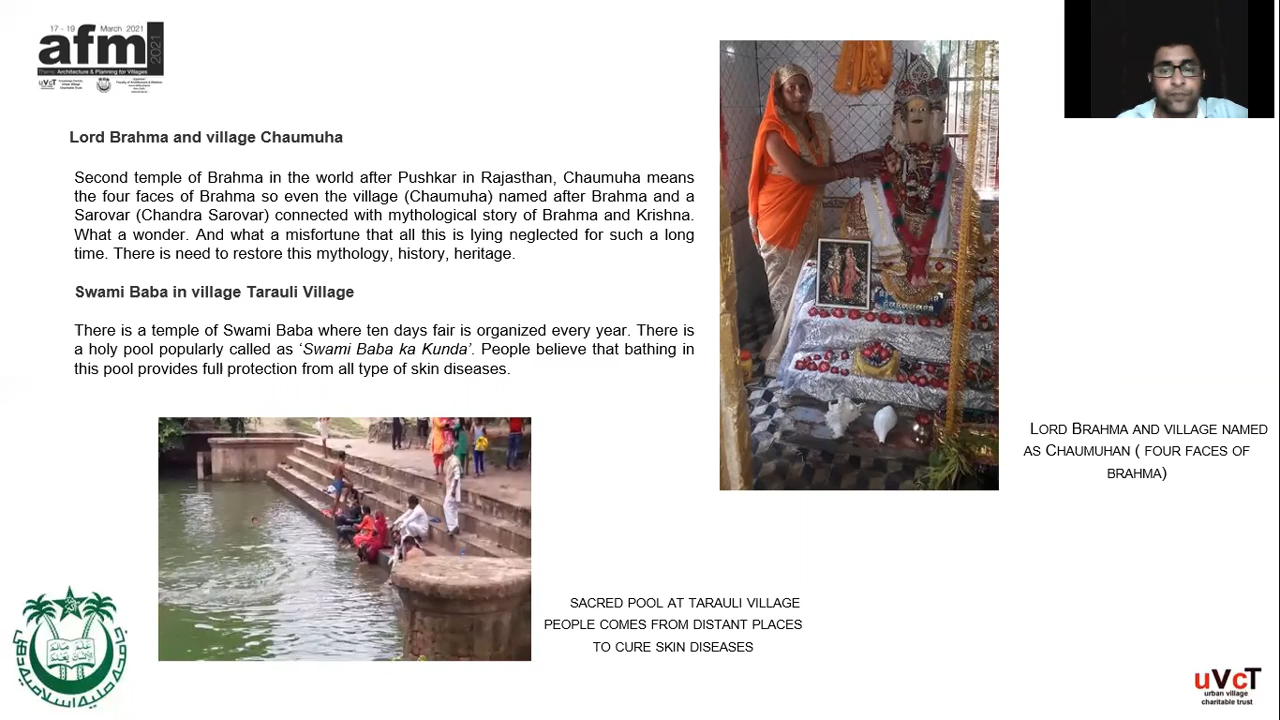 17 - 19 March 2021
afm 2021
Architecture & Planning for Villages
Lord Brahma and village Chaumuha
Second temple of Brahma in the world after Pushkar in Rajasthan, Chaumuha means
the four faces of Brahma so even the village (Chaumuha) named after Brahma and a
Sarovar (Chandra Sarovar) connected with mythological story of Brahma and Krishna.
What a wonder. And what a misfortune that all this is lying neglected for such a long
time. There is need to restore this mythology, history, heritage.
Swami Baba in village Tarauli Village
There is a temple of Swami Baba where ten days fair is organized every year. There is
a holy pool popularly called as ‘Swami Baba ka Kunda’. People believe that bathing in
this pool provides full protection from all type of skin diseases.
LORD BRAHMA AND VILLAGE NAMED
AS CHAUMUHAN ( FOUR FACES OF
BRAHMA)
SACRED POOL AT TARAULI VILLAGE
PEOPLE COMES FROM DISTANT PLACES
TO CURE SKIN DISEASES
uVcT
urban village
charitable trust